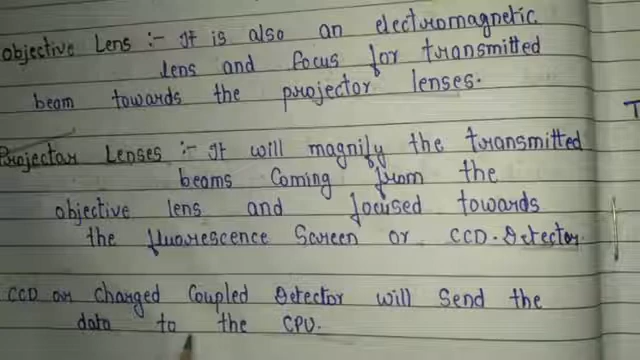 objective Lens :- It is also an electromagnetic
lens and focus for transmitted
beam towards the projector lenses.
Projector Lenses :- It will magnify the transmitted
beams Coming from the
objective lens and focused towards
the fluorescence Screen or CCD. Detector.
CCD or Charged Coupled Detector will Send the
data to the CPU.
T